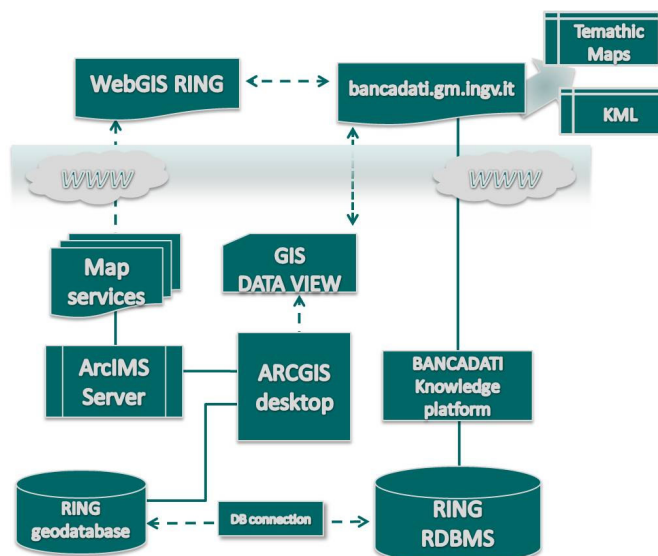 Temathic
Maps
WebGIS RING
bancadati.gm.ingv.it
KML
WWW
WWW
Map
services
GIS
DATA VIEW
ArcIMS
Server
ARCGIS
desktop
BANCADATI
Knowledge
platform
RING
geodatabase
DB connection
RING
RDBMS